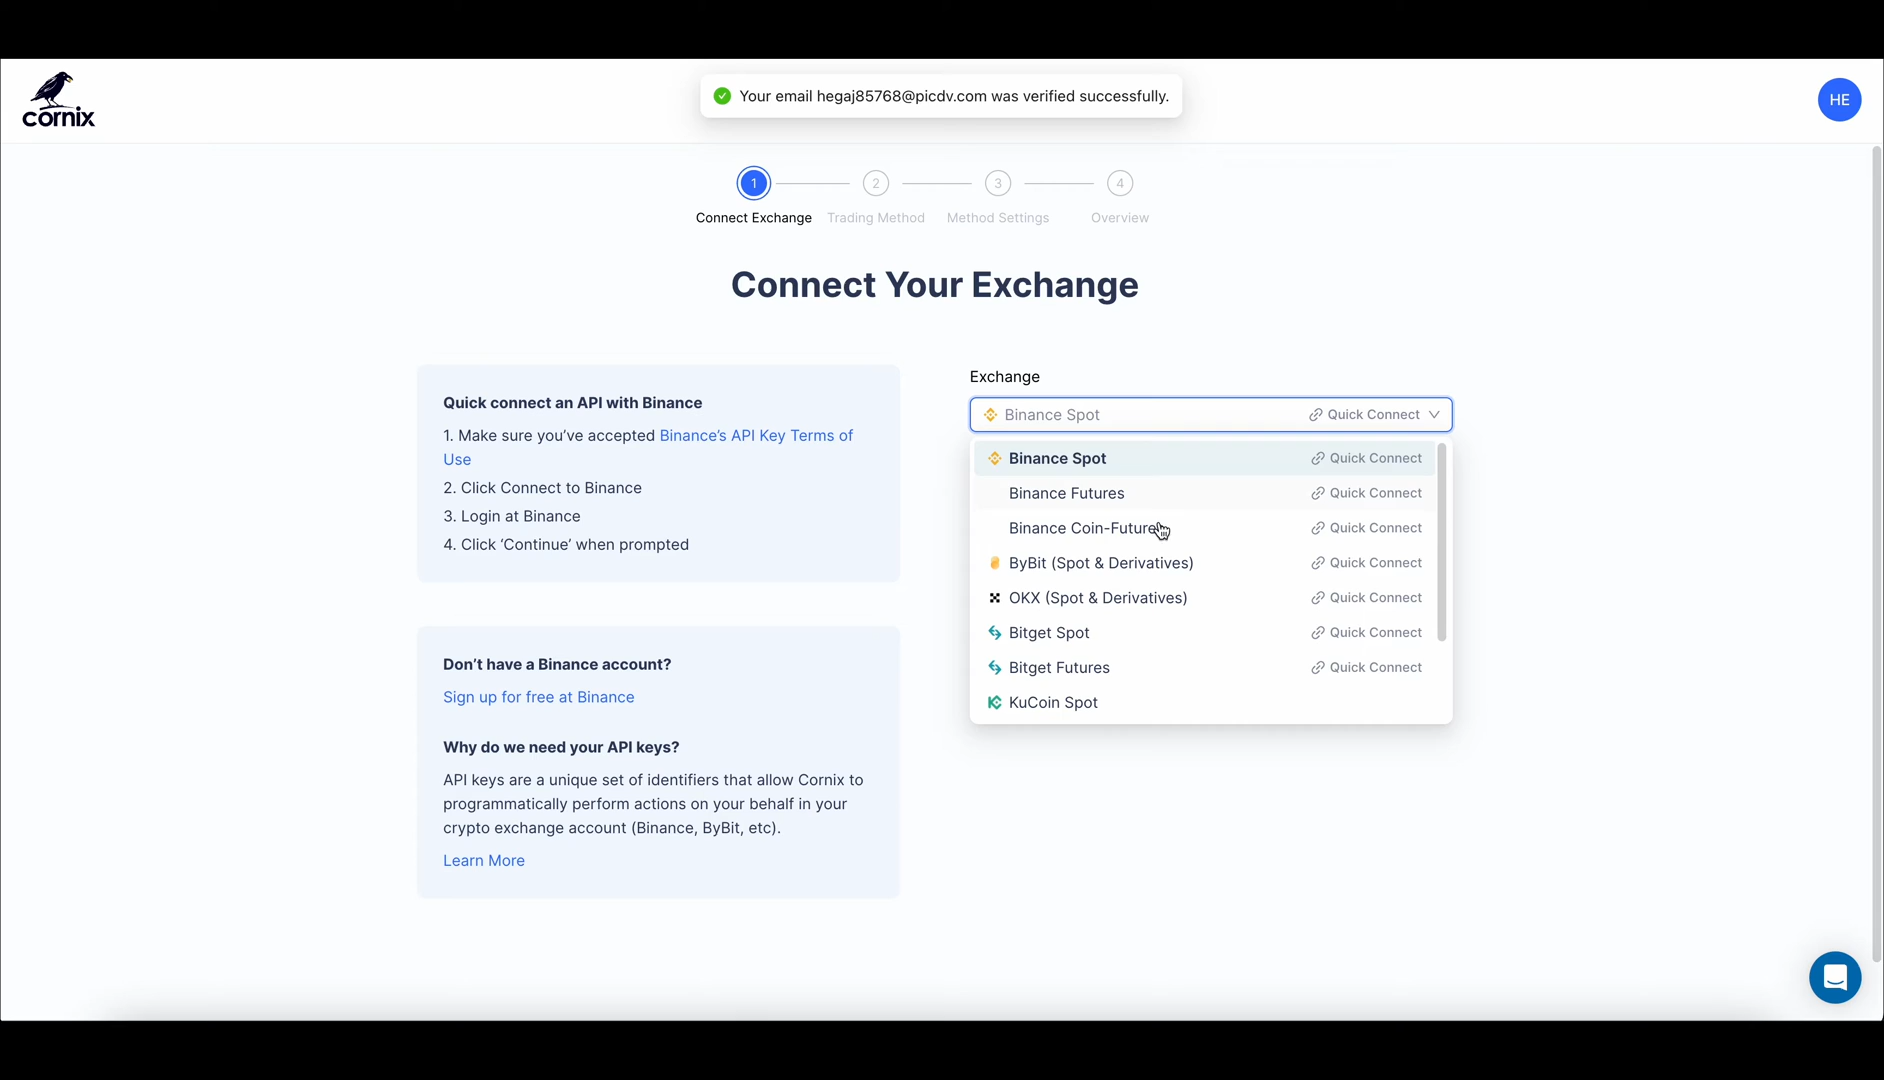 cornix
Your email hegaj85768@picdv.com was verified successfully.
HE
1
2
3
4
Connect Exchange
Trading Method
Method Settings
Overview
Connect Your Exchange
Quick connect an API with Binance
1. Make sure you've accepted Binance's API Key Terms of
Use
2. Click Connect to Binance
3. Login at Binance
4. Click ‘Continue’ when prompted
Don't have a Binance account?
Sign up for free at Binance
Why do we need your API keys?
API keys are a unique set of identifiers that allow Cornix to
programmatically perform actions on your behalf in your
crypto exchange account (Binance, ByBit, etc).
Learn More
Exchange
Binance Spot Quick Connect
Binance Spot Quick Connect
Binance Futures Quick Connect
Binance Coin-Futures Quick Connect
ByBit (Spot & Derivatives) Quick Connect
OKX (Spot & Derivatives) Quick Connect
Bitget Spot Quick Connect
Bitget Futures Quick Connect
KuCoin Spot